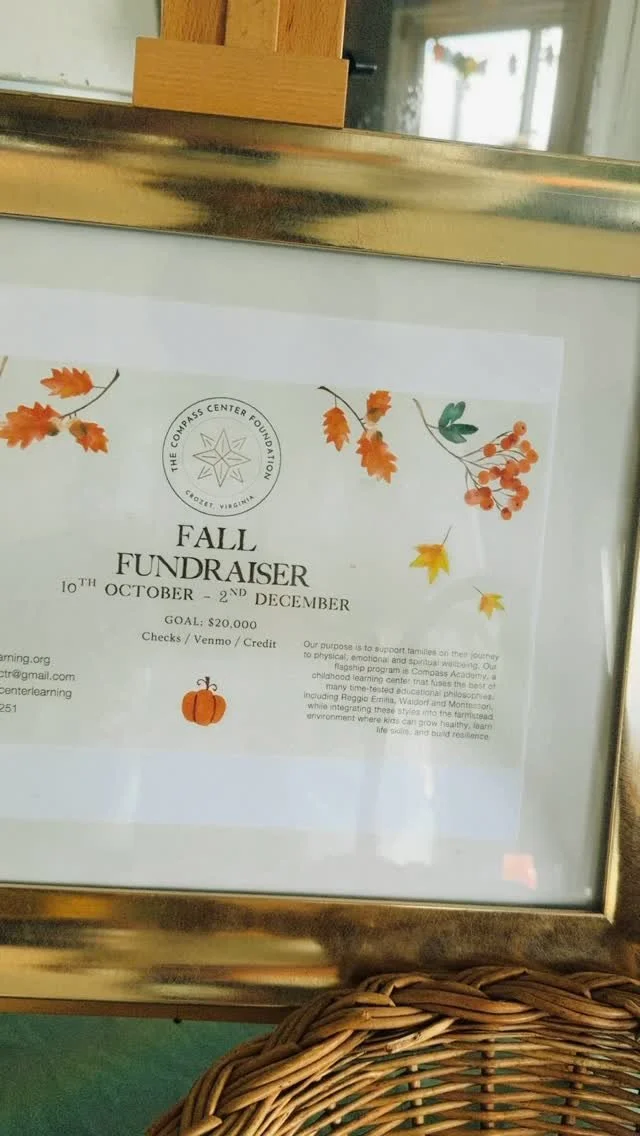 THE COMPASS CENTER FOUNDATION
CROZET, VIRGINIA
FALL
FUNDRAISER
10TH OCTOBER - 2ND DECEMBER
GOAL: $20,000
Checks / Venmo / Credit
arning.org
ctr@gmail.com
centerlearning
251
Our purpose is to support families on their journey
to physical, emotional and spiritual wellbeing. Our
flagship program is Compass Academy, a
childhood learning center that fuses the best of
many time-tested educational philosophies,
including Reggio Emilia, Waldorf and Montessori,
while integrating these styles into the farmstead
environment where kids can grow healthy, learn
life skills, and build resilience.